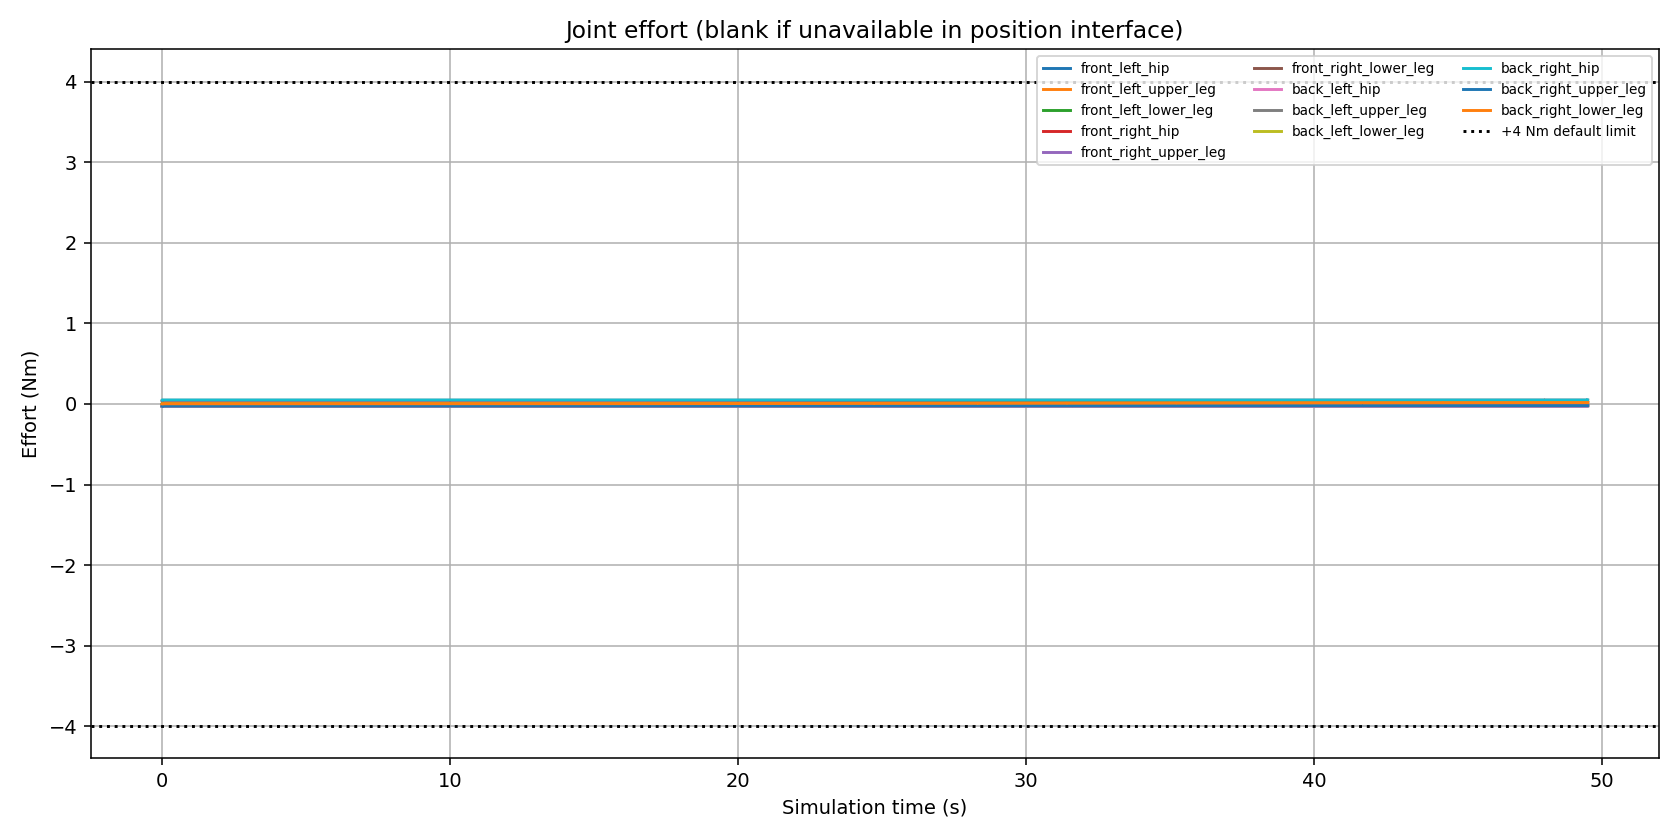 Joint effort (blank if unavailable in position interface)
front_left_hip
front_left_upper_leg
front_left_lower_leg
front_right_hip
front_right_upper_leg
front_right_lower_leg
back_left_hip
back_left_upper_leg
back_left_lower_leg
back_right_hip
back_right_upper_leg
back_right_lower_leg
+4 Nm default limit
Effort (Nm)
4
3
2
1
0
−1
−2
−3
−4
0 10 20 30 40 50
Simulation time (s)